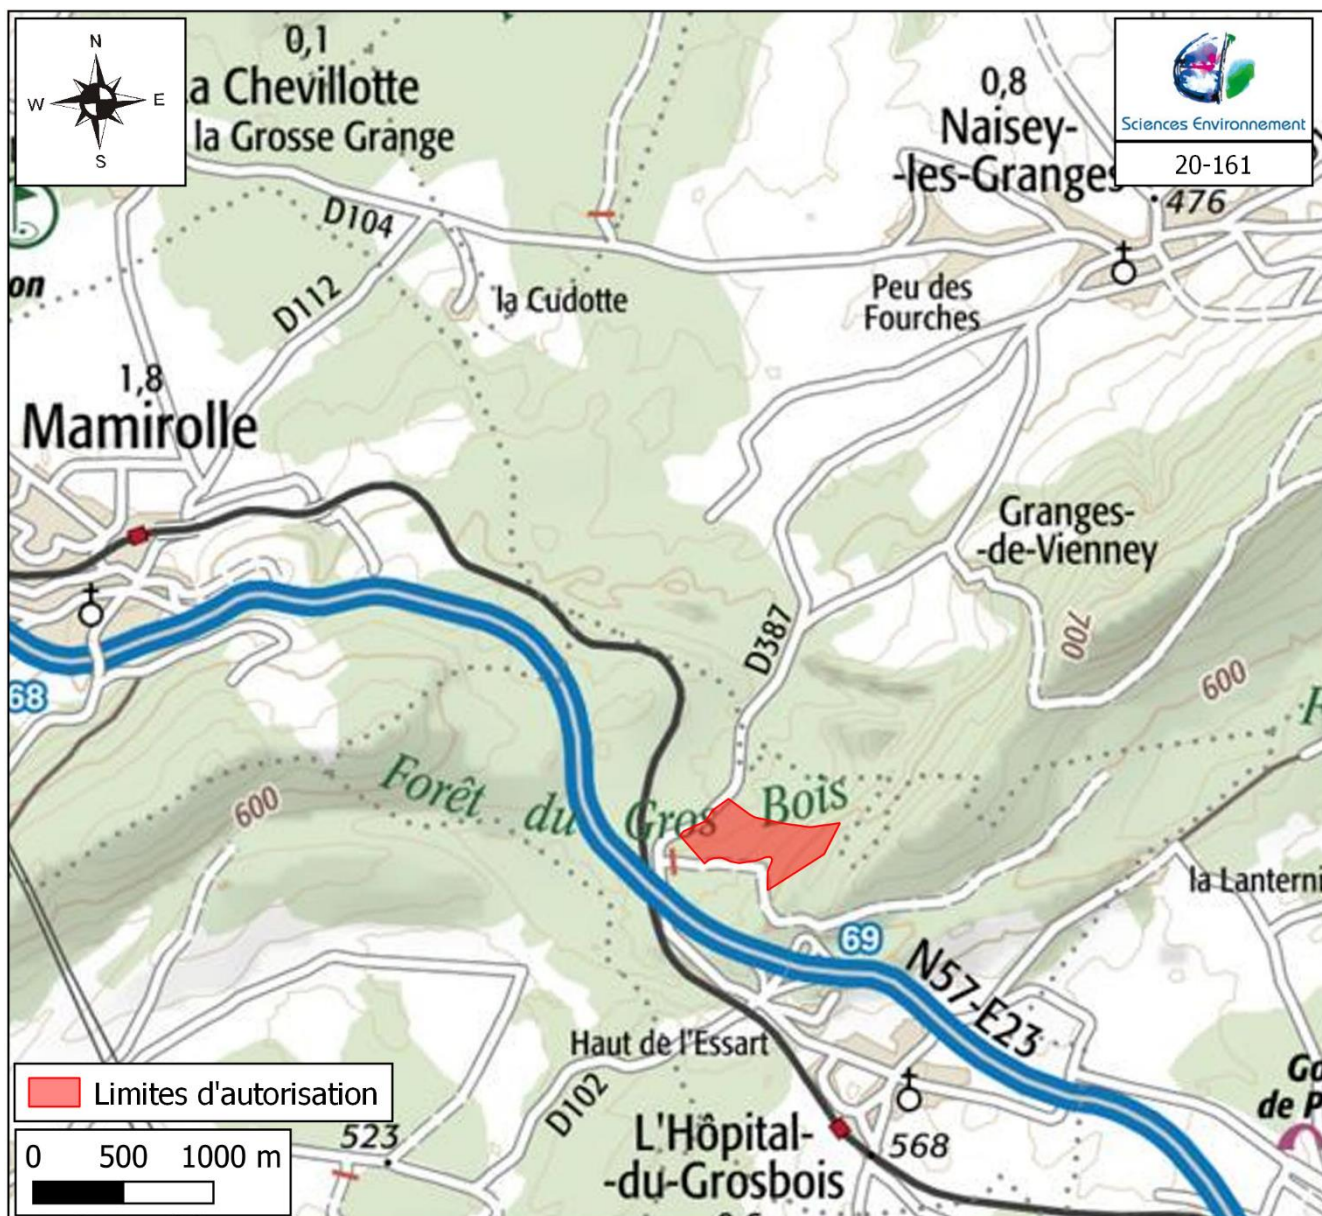 N
W
E
S
0,1
a Chevillotte
la Grosse Grange
Sciences Environnement
20-161
0,8
Naisey-
-les-Granges
476
D104
on
D112
la Cudotte
Peu des
Fourches
1,8
Mamirolle
Granges-
-de-Vienney
D387
700
600
68
Forêt du Gros Bois
600
la Lanterni
69
N57-E23
Haut de l'Essart
D102
Go
de P
Limites d'autorisation
523
L'Hôpital-
-du-Grosbois
568
0 500 1000 m